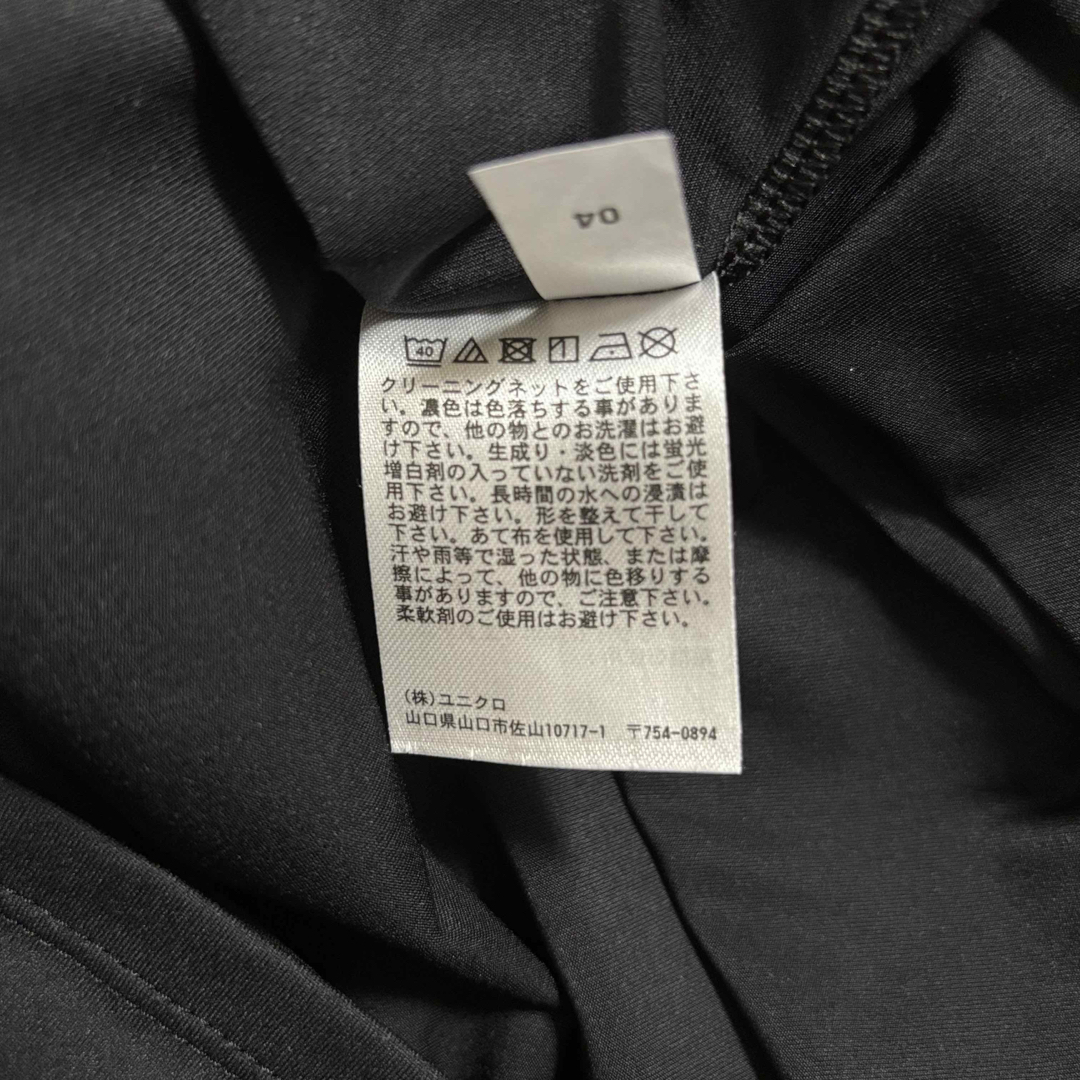 04
40
クリーニングネットをご使用下さ
い。濃色は色落ちする事がありま
すので、他の物とのお洗濯はお避
け下さい。生成り・淡色には蛍光
増白剤の入っていない洗剤をご使
用下さい。長時間の水への浸漬は
お避け下さい。形を整えて干して
下さい。あて布を使用して下さい。
汗や雨等で湿った状態、または摩
擦によって、他の物に色移りする
事がありますので、ご注意下さい。
柔軟剤のご使用はお避け下さい。
(株)ユニクロ
山口県山口市佐山10717-1 〒754-0894